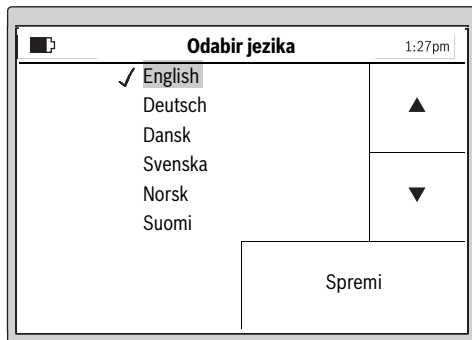 Odabir jezika
1:27pm
English
Deutsch
Dansk
Svenska
Norsk
Suomi
Spremi